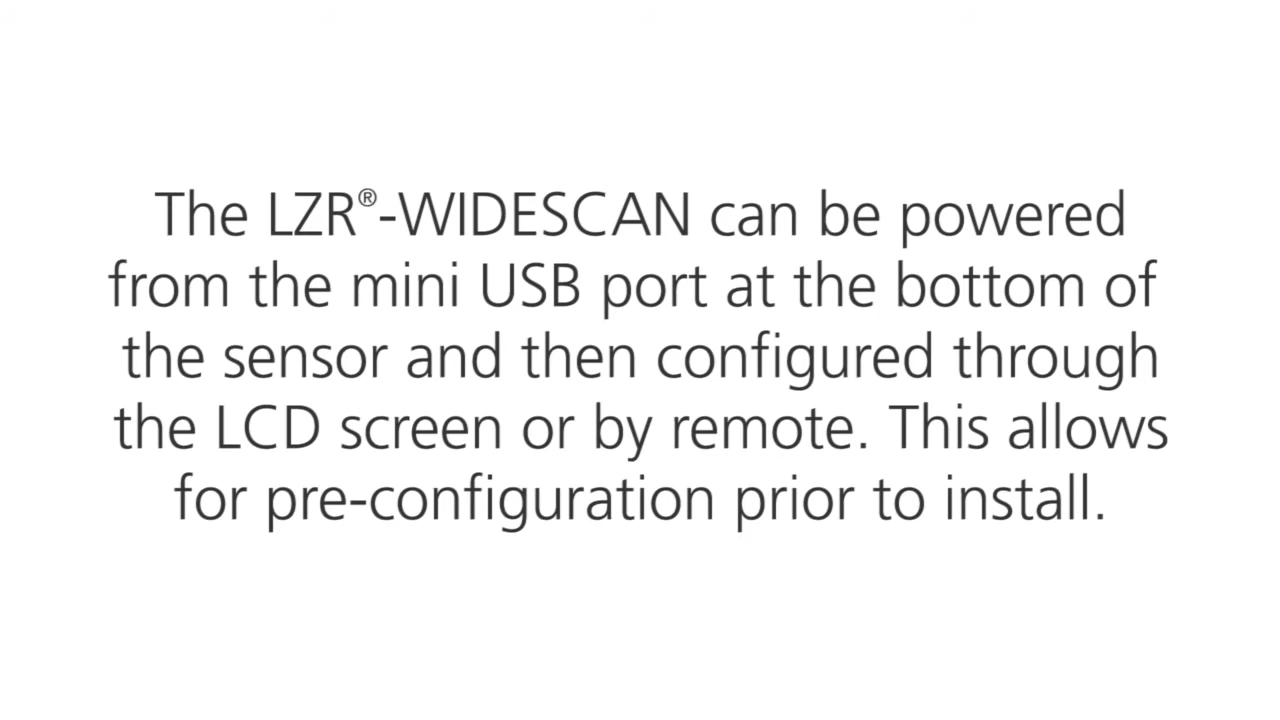 The LZR®-WIDESCAN can be powered
from the mini USB port at the bottom of
the sensor and then configured through
the LCD screen or by remote. This allows
for pre-configuration prior to install.